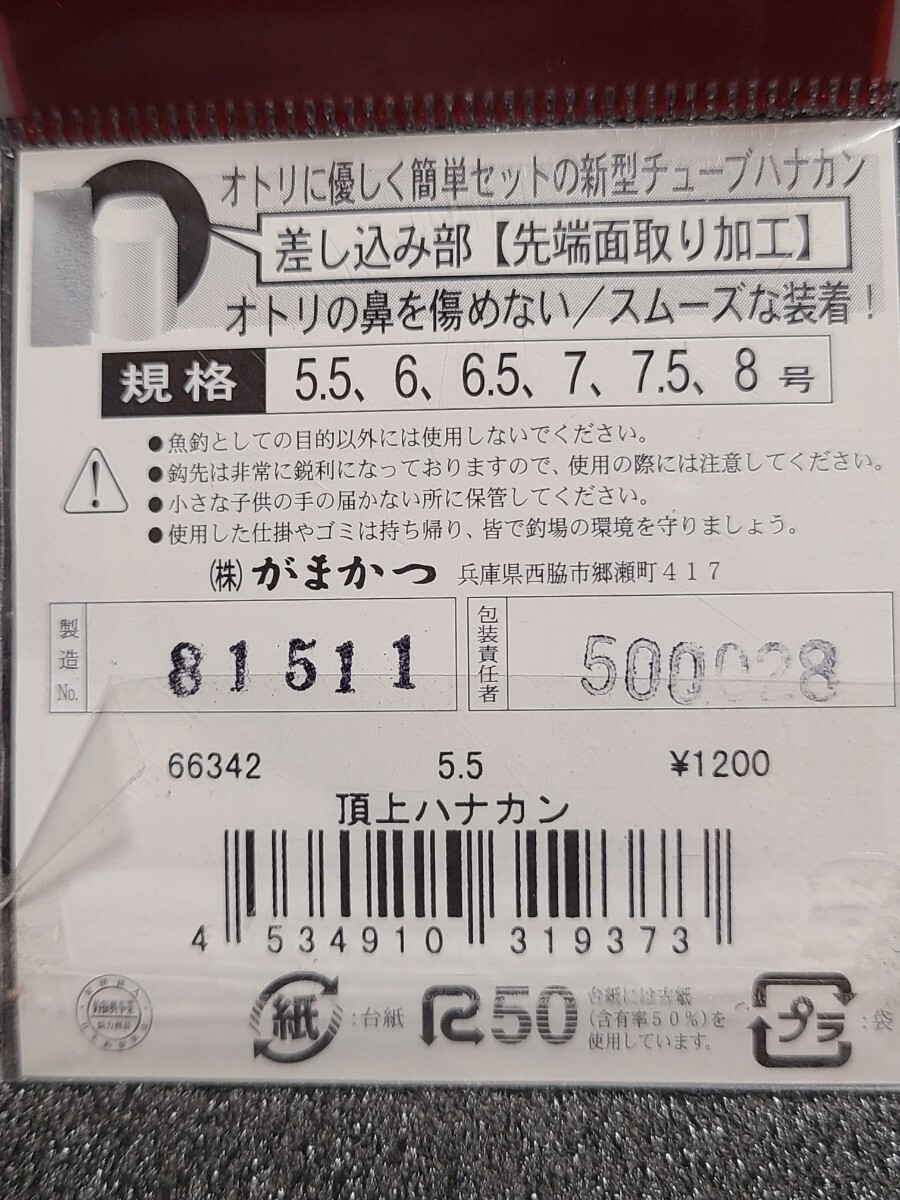 オトリに優しく簡単セットの新型チューブハナカン
差し込み部【先端面取り加工】
オトリの鼻を傷めない/スムーズな装着!
規格 5.5、6、6.5、7、7.5、8号
●魚釣としての目的以外には使用しないでください。
●鈎先は非常に鋭利になっておりますので、使用の際には注意してください。
●小さな子供の手の届かない所に保管してください。
●使用した仕掛やゴミは持ち帰り、皆で釣場の環境を守りましょう。
㈱がまかつ 兵庫県西脇市郷瀬町417
製造No. 81511 包装責任者 500028
66342 5.5 ¥1200
頂上ハナカン
4 534910 319373
紙 :台紙 R50 台紙には古紙
(含有率50%)を
使用しています。
プラ :袋